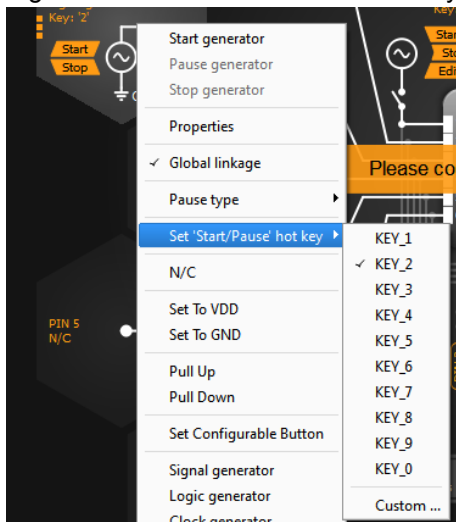 Key: '2'
Start
Stop
Start generator
Pause generator
Stop generator
Properties
✓ Global linkage
Pause type
Set 'Start/Pause' hot key
N/C
Set To VDD
Set To GND
Pull Up
Pull Down
Set Configurable Button
Signal generator
Logic generator
Clock generator
KEY_1
✓ KEY_2
KEY_3
KEY_4
KEY_5
KEY_6
KEY_7
KEY_8
KEY_9
KEY_0
Custom ...
PIN 5
N/C
Key:
Star
Sto
Edi
Please co